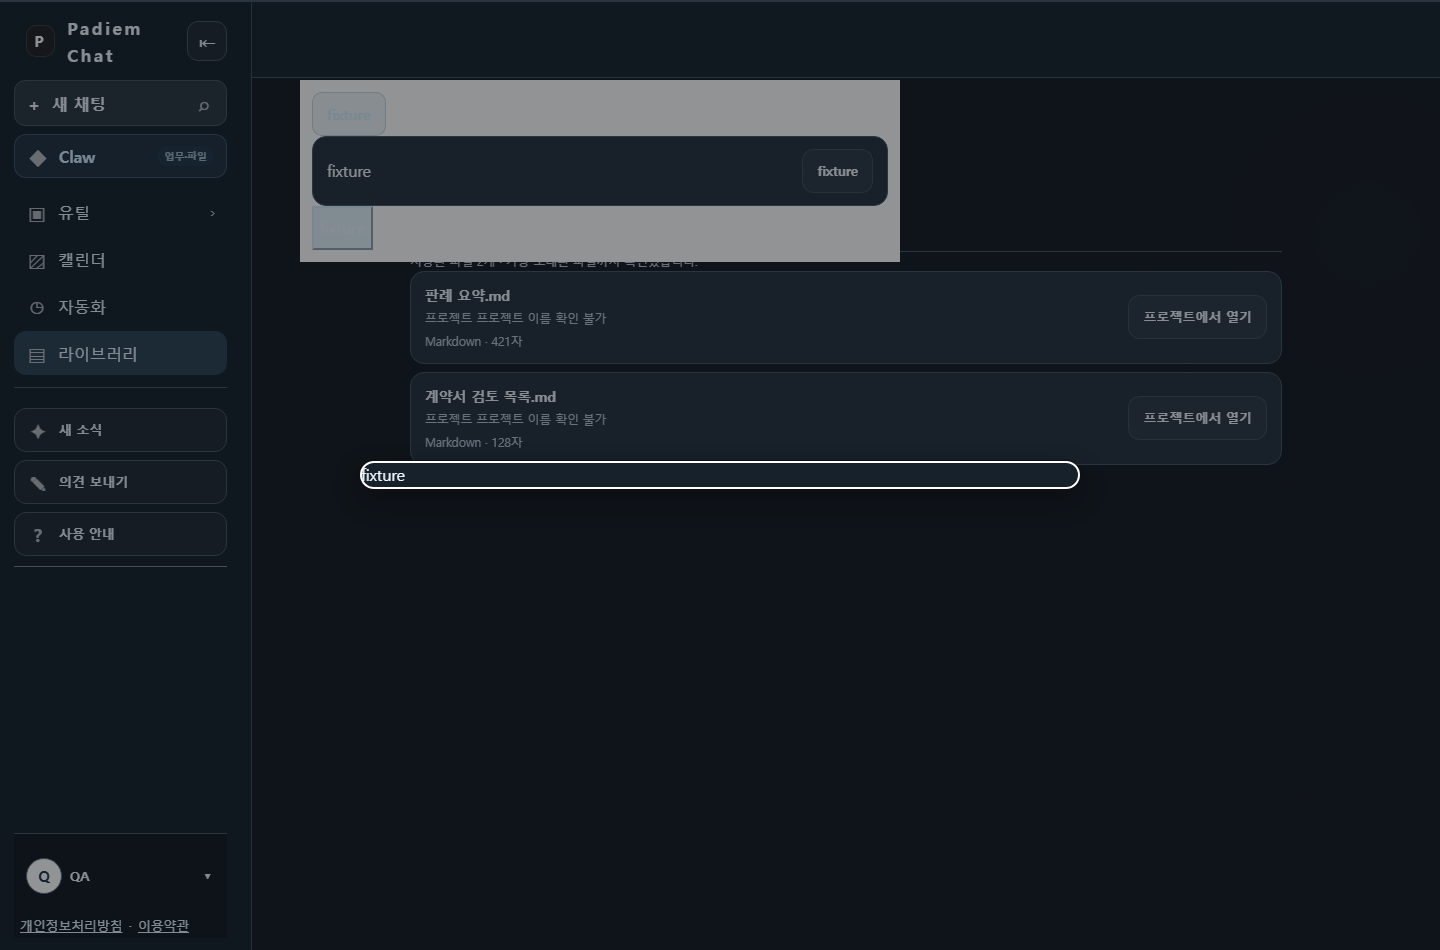 P
Padiem
Chat
+ 새 채팅
Claw
업무·파일
유틸
캘린더
자동화
라이브러리
새 소식
의견 보내기
? 사용 안내
Q
QA
개인정보처리방침 · 이용약관
fixture
fixture
fixture
판례 요약.md
프로젝트 프로젝트 이름 확인 불가
Markdown · 421자
프로젝트에서 열기
계약서 검토 목록.md
프로젝트 프로젝트 이름 확인 불가
Markdown · 128자
프로젝트에서 열기
fixture